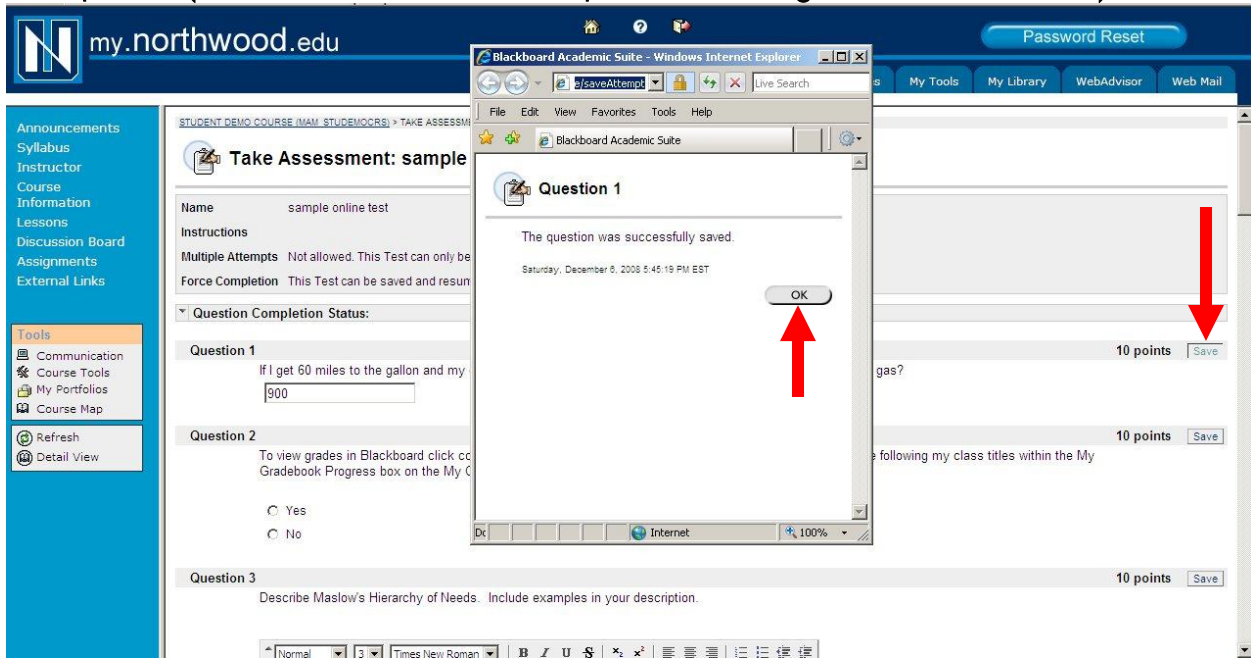 my.northwood.edu
Password Reset
My Tools My Library WebAdvisor Web Mail
Announcements
Syllabus
Instructor
Course
Information
Lessons
Discussion Board
Assignments
External Links
Tools
Communication
Course Tools
My Portfolios
Course Map
Refresh
Detail View
STUDENT DEMO COURSE (MAM_STUDEMOCRS) > TAKE ASSESSME
Take Assessment: sample
Name sample online test
Instructions
Multiple Attempts Not allowed. This Test can only be
Force Completion This Test can be saved and resum
Question Completion Status:
Question 1 10 points Save
If I get 60 miles to the gallon and my gas?
900
Question 2 10 points Save
To view grades in Blackboard click co following my class titles within the My
Gradebook Progress box on the My C
Yes
No
Question 3 10 points Save
Describe Maslow's Hierarchy of Needs. Include examples in your description.
Normal 3 Times New Roman B I U S x₂ x²
Blackboard Academic Suite - Windows Internet Explorer
e/saveAttempt Live Search
File Edit View Favorites Tools Help
Blackboard Academic Suite
Question 1
The question was successfully saved.
Saturday, December 6, 2008 5:45:19 PM EST
OK
Dc Internet 100%